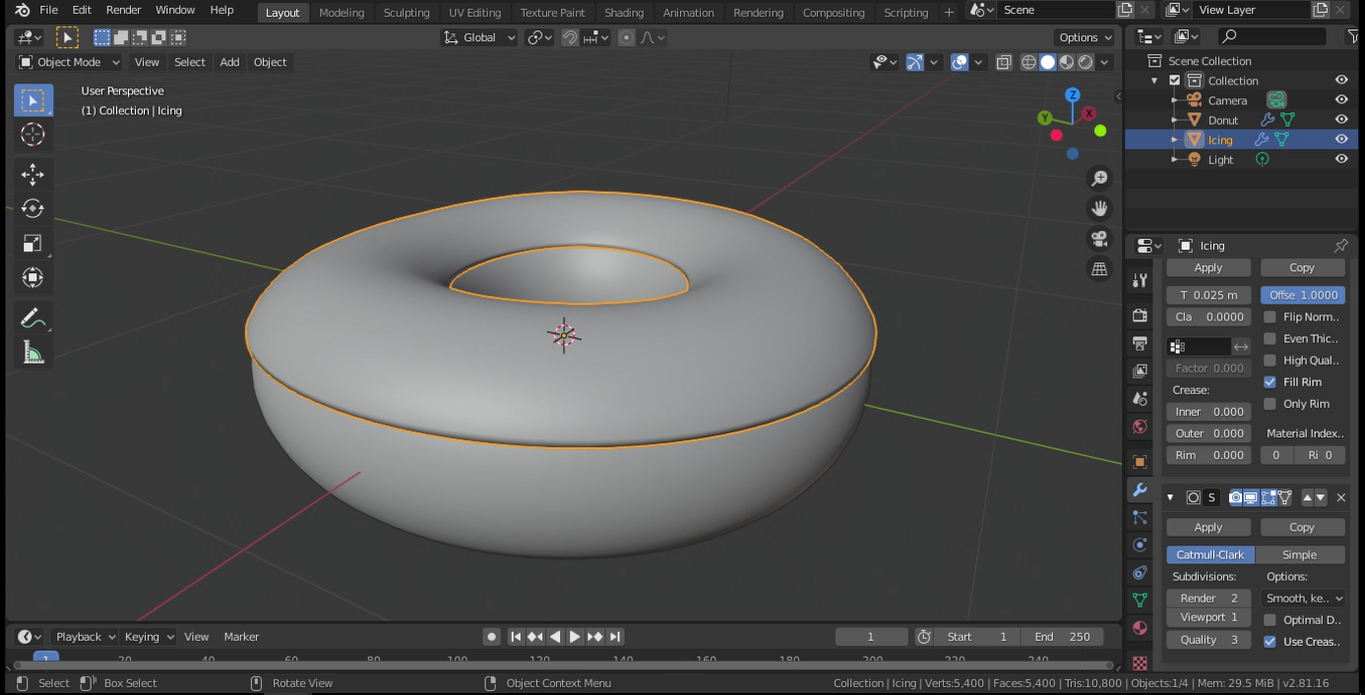 File Edit Render Window Help Layout Modeling Sculpting UV Editing Texture Paint Shading Animation Rendering Compositing Scripting + Scene View Layer
Global Options
Object Mode View Select Add Object
User Perspective
(1) Collection | Icing
Z
Y X
Scene Collection
Collection
Camera
Donut
Icing
Light
Icing
Apply Copy
T 0.025 m Offse 1.0000
Cla 0.0000 Flip Norm..
Even Thic..
High Qual..
Factor 0.000
Fill Rim
Crease:
Only Rim
Inner 0.000
Outer 0.000 Material Index..
Rim 0.000 0 Ri 0
S
Apply Copy
Catmull-Clark Simple
Subdivisions: Options:
Render 2 Smooth, ke..
Viewport 1 Optimal D..
Quality 3 Use Creas..
Playback Keying View Marker 1 Start 1 End 250
1 20 40 60 80 100 120 140 160 180 200 220 240
Select Box Select Rotate View Object Context Menu Collection | Icing | Verts:5,400 | Faces:5,400 | Tris:10,800 | Objects:1/4 | Mem: 29.5 MiB | v2.81.16